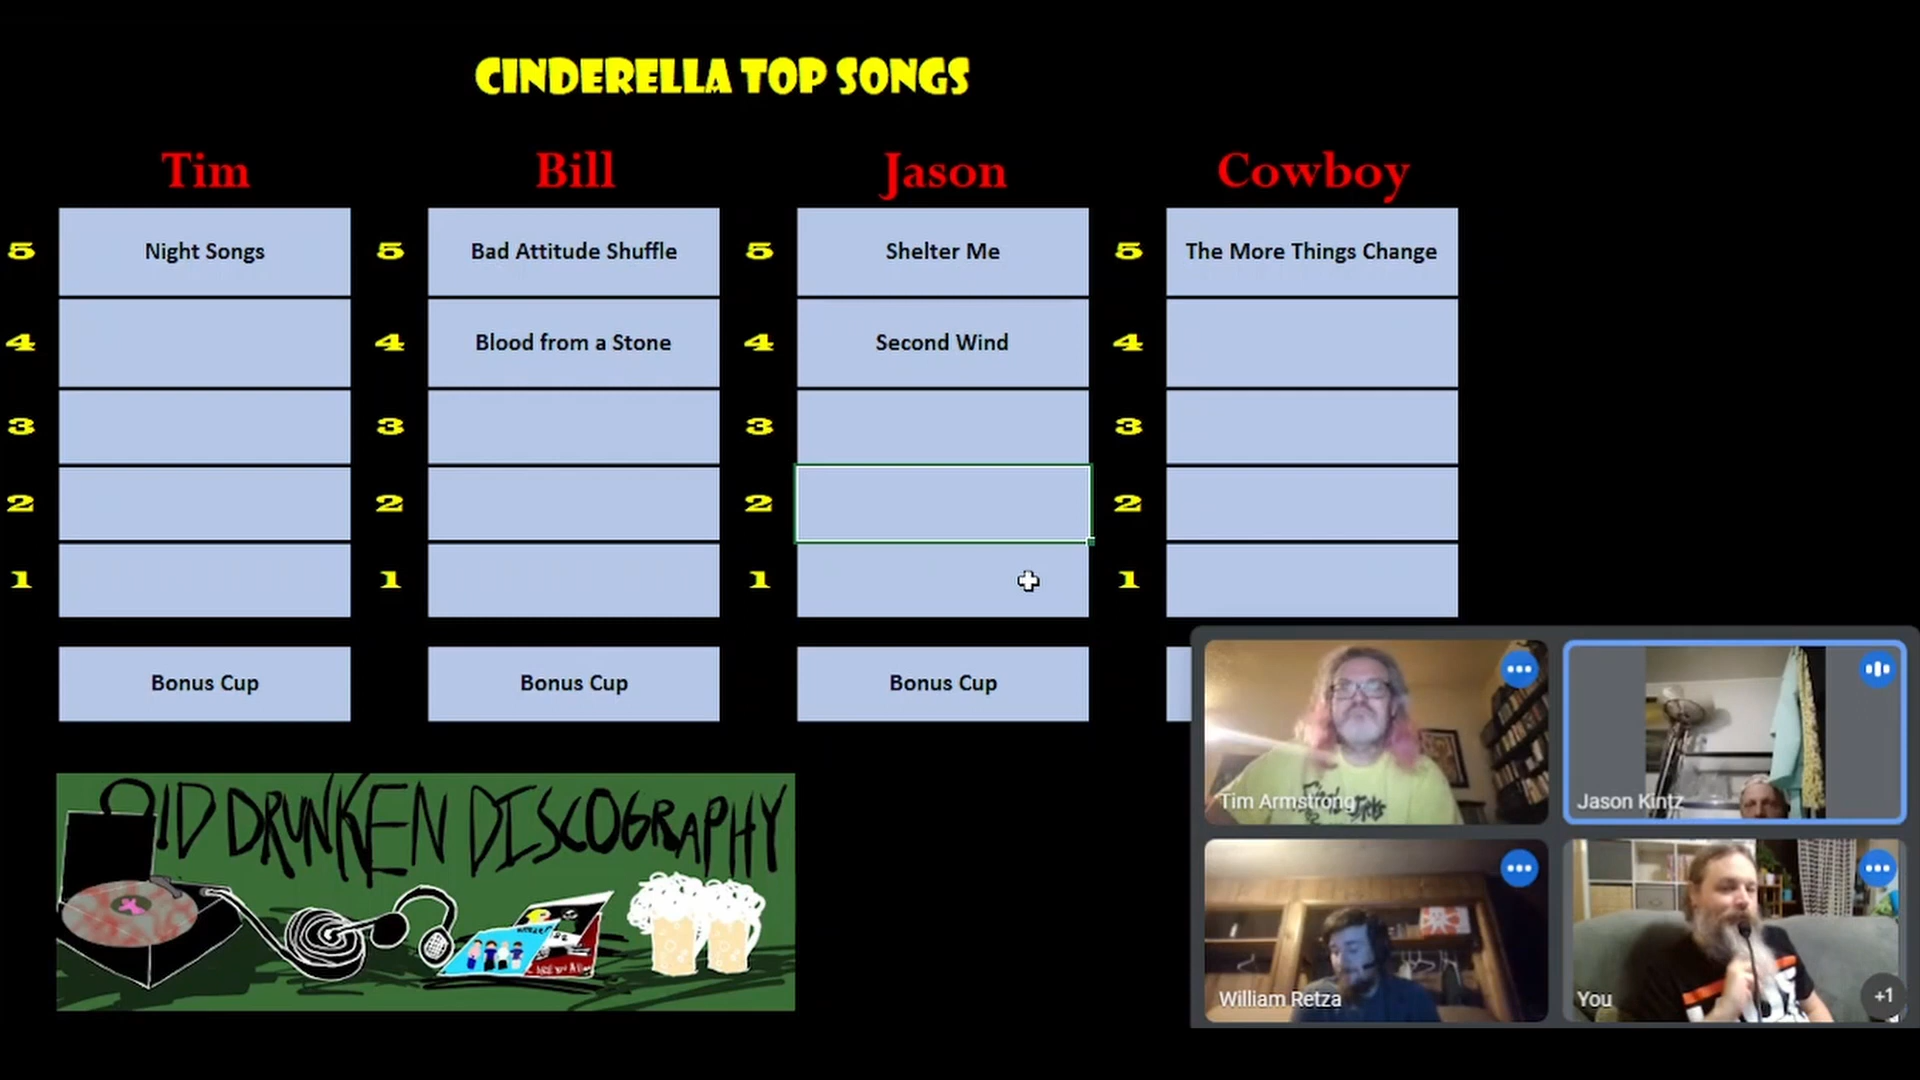 CINDERELLA TOP SONGS
Tim Bill Jason Cowboy
5 Night Songs 5 Bad Attitude Shuffle 5 Shelter Me 5 The More Things Change
4 4 Blood from a Stone 4 Second Wind 4
3 3 3 3
2 2 2 2
1 1 1 1
Bonus Cup Bonus Cup Bonus Cup
OLD DRUNKEN DISCOGRAPHY
Tim Armstrong Jason Kintz
William Retza You +1